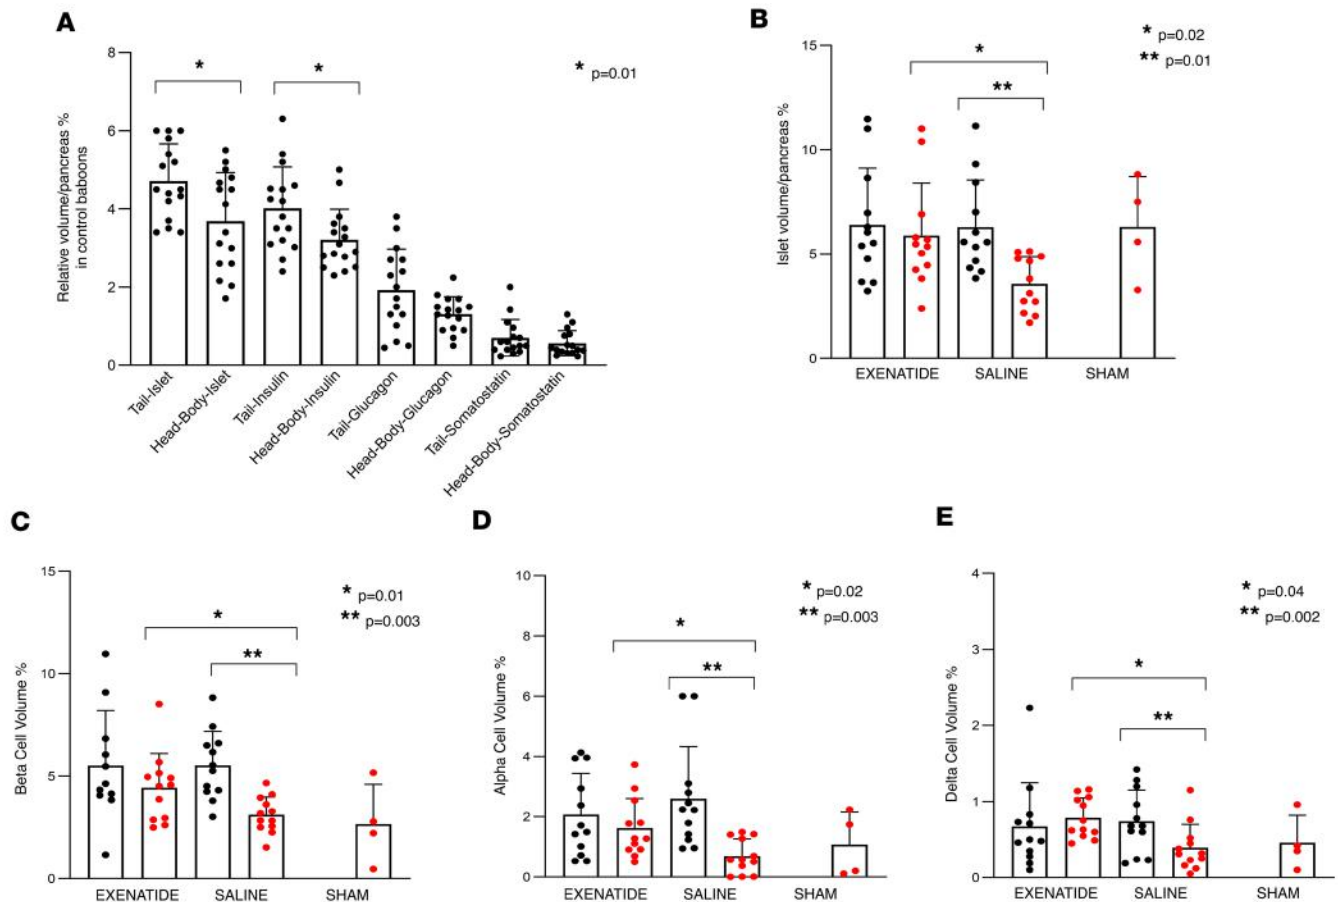 A
Relative volume/pancreas %
in control baboons
8
6
4
2
0
*
*
* p=0.01
Tail-Islet
Head-Body-Islet
Tail-Insulin
Head-Body-Insulin
Tail-Glucagon
Head-Body-Glucagon
Tail-Somatostatin
Head-Body-Somatostatin
B
Islet volume/pancreas %
15
10
5
0
* p=0.02
** p=0.01
*
**
EXENATIDE SALINE SHAM
C
Beta Cell Volume %
15
10
5
0
* p=0.01
** p=0.003
*
**
EXENATIDE SALINE SHAM
D
Alpha Cell Volume %
10
8
6
4
2
0
* p=0.02
** p=0.003
*
**
EXENATIDE SALINE SHAM
E
Delta Cell Volume %
4
3
2
1
0
* p=0.04
** p=0.002
*
**
EXENATIDE SALINE SHAM